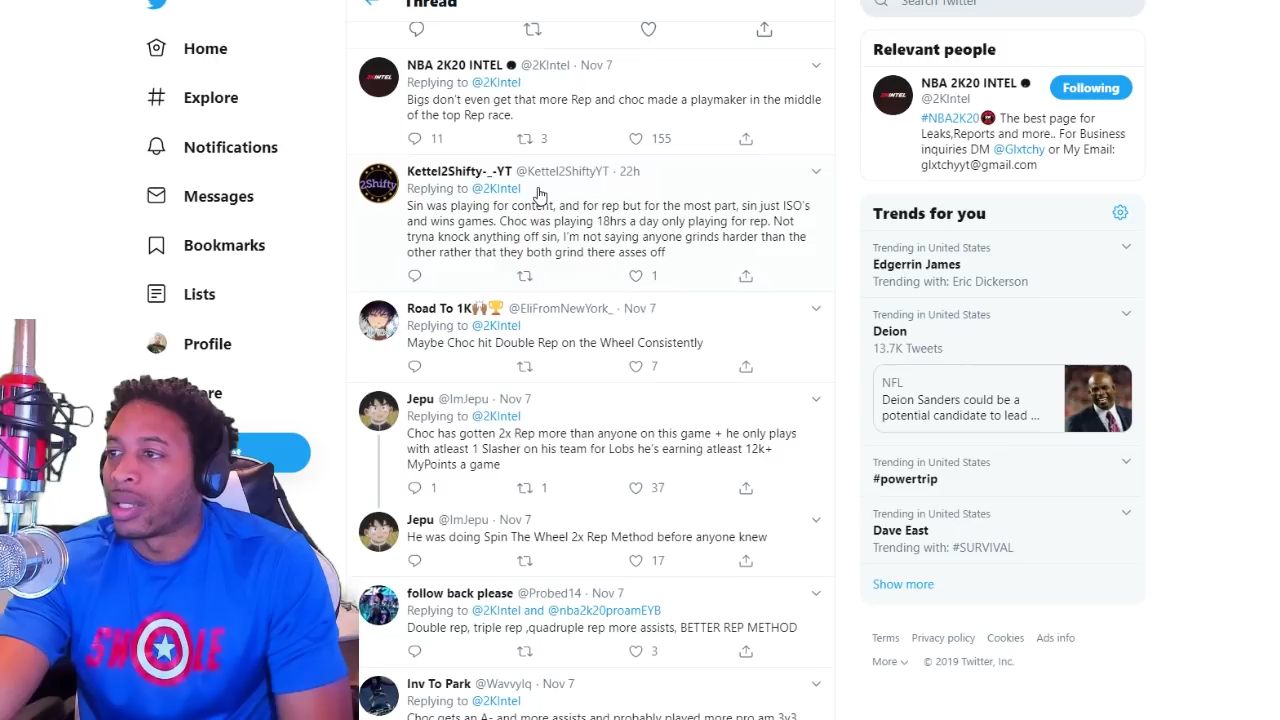 Thread
Search Twitter
Home
Explore
Notifications
Messages
Bookmarks
Lists
Profile
NBA 2K20 INTEL @2KIntel · Nov 7
Replying to @2KIntel
Bigs don't even get that more Rep and choc made a playmaker in the middle
of the top Rep race.
11 3 155
Kettel2Shifty-_-YT @Kettel2ShiftyYT · 22h
Replying to @2KIntel
Sin was playing for content, and for rep but for the most part, sin just ISO's
and wins games. Choc was playing 18hrs a day only playing for rep. Not
tryna knock anything off sin, I'm not saying anyone grinds harder than the
other rather that they both grind there asses off
1
Road To 1K🙌🏽🏆 @EliFromNewYork_ · Nov 7
Replying to @2KIntel
Maybe Choc hit Double Rep on the Wheel Consistently
7
Jepu @ImJepu · Nov 7
Replying to @2KIntel
Choc has gotten 2x Rep more than anyone on this game + he only plays
with atleast 1 Slasher on his team for Lobs he's earning atleast 12k+
MyPoints a game
1 1 37
Jepu @ImJepu · Nov 7
He was doing Spin The Wheel 2x Rep Method before anyone knew
17
follow back please @Probed14 · Nov 7
Replying to @2KIntel and @nba2k20proamEYB
Double rep, triple rep ,quadruple rep more assists, BETTER REP METHOD
3
Inv To Park @Wavvylq · Nov 7
Replying to @2KIntel
Choc gets an A- and more assists and probably played more pro am 3v3
Relevant people
NBA 2K20 INTEL
@2KIntel
Following
#NBA2K20 The best page for
Leaks,Reports and more.. For Business
inquiries DM @Glxtchy or My Email:
glxtchyyt@gmail.com
Trends for you
Trending in United States
Edgerrin James
Trending with: Eric Dickerson
Trending in United States
Deion
13.7K Tweets
NFL
Deion Sanders could be a
potential candidate to lead ...
Trending in United States
#powertrip
Trending in United States
Dave East
Trending with: #SURVIVAL
Show more
Terms Privacy policy Cookies Ads info
More © 2019 Twitter, Inc.
2Shifty